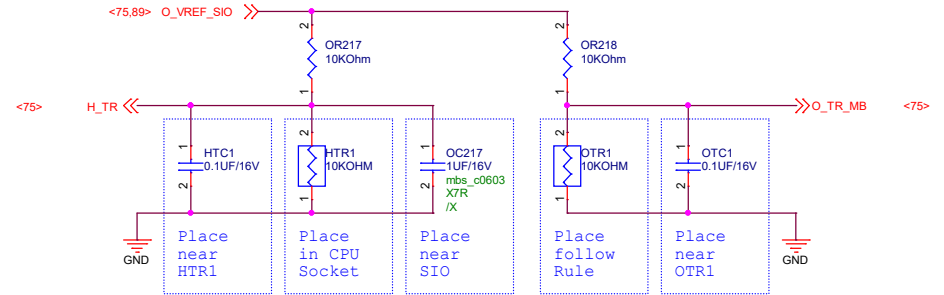 <75,89> O_VREF_SIO
2
OR217
10KOhm
1
2
OR218
10KOhm
1
<75> H_TR
O_TR_MB <75>
1
HTC1
0.1UF/16V
2
2
HTR1
10KOHM
1
1
OC217
1UF/16V
2
mbs_c0603
X7R
/X
2
OTR1
10KOHM
1
1
OTC1
0.1UF/16V
2
GND
Place
near
HTR1
Place
in CPU
Socket
Place
near
SIO
Place
follow
Rule
Place
near
OTR1
GND